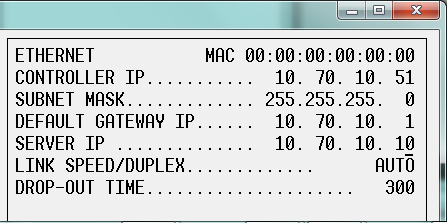 ETHERNET MAC 00:00:00:00:00:00
CONTROLLER IP........... 10. 70. 10. 51
SUBNET MASK............. 255.255.255. 0
DEFAULT GATEWAY IP...... 10. 70. 10. 1
SERVER IP .............. 10. 70. 10. 10
LINK SPEED/DUPLEX............. AUTO
DROP-OUT TIME..................... 300